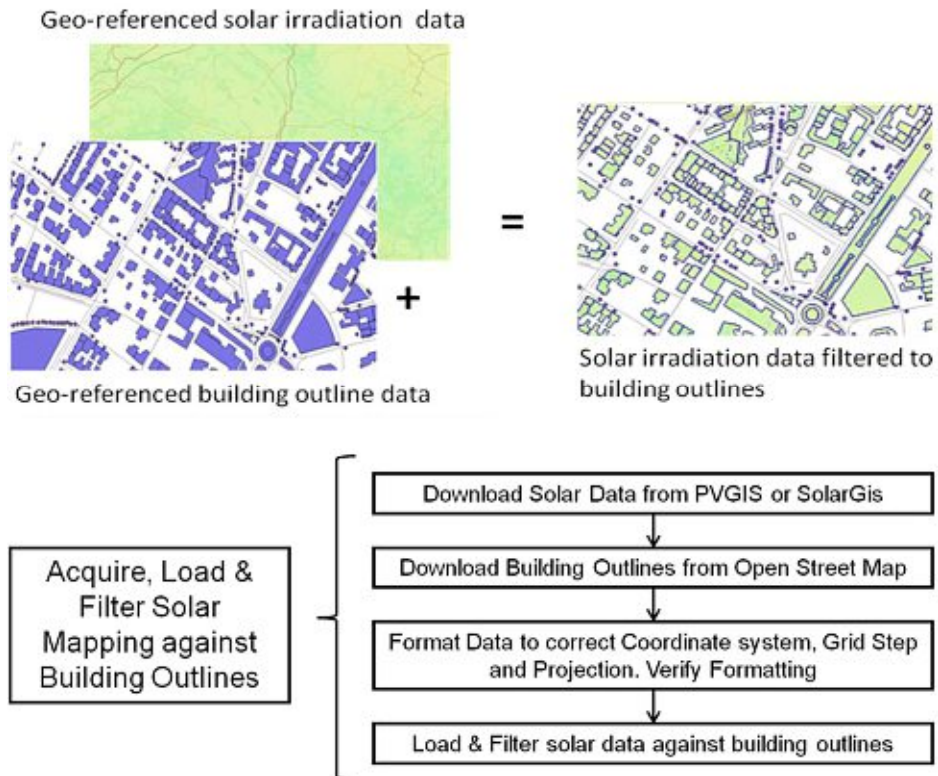 Geo-referenced solar irradiation data
+
=
Geo-referenced building outline data
Solar irradiation data filtered to
building outlines
Acquire, Load &
Filter Solar
Mapping against
Building Outlines
Download Solar Data from PVGIS or SolarGis
Download Building Outlines from Open Street Map
Format Data to correct Coordinate system, Grid Step
and Projection. Verify Formatting
Load & Filter solar data against building outlines